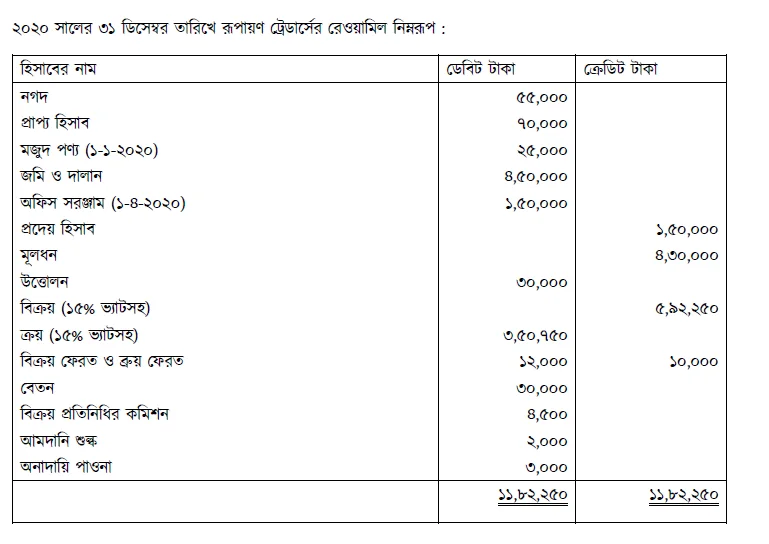 ২০২০ সালের ৩১ ডিসেম্বর তারিখে রূপায়ণ ট্রেডার্সের রেওয়ামিল নিম্নরূপ :
হিসাবের নাম ডেবিট টাকা ক্রেডিট টাকা
নগদ ৫৫,০০০
প্রাপ্য হিসাব ৭০,০০০
মজুদ পণ্য (১-১-২০২০) ২৫,০০০
জমি ও দালান ৪,৫০,০০০
অফিস সরঞ্জাম (১-৪-২০২০) ১,৫০,০০০
প্রদেয় হিসাব ১,৫০,০০০
মূলধন ৪,৩০,০০০
উত্তোলন ৩০,০০০
বিক্রয় (১৫% ভ্যাটসহ) ৫,৯২,২৫০
ক্রয় (১৫% ভ্যাটসহ) ৩,৫০,৭৫০
বিক্রয় ফেরত ও ক্রয় ফেরত ১২,০০০ ১০,০০০
বেতন ৩০,০০০
বিক্রয় প্রতিনিধির কমিশন ৪,৫০০
আমদানি শুল্ক ২,০০০
অনাদায়ি পাওনা ৩,০০০
১১,৮২,২৫০ ১১,৮২,২৫০